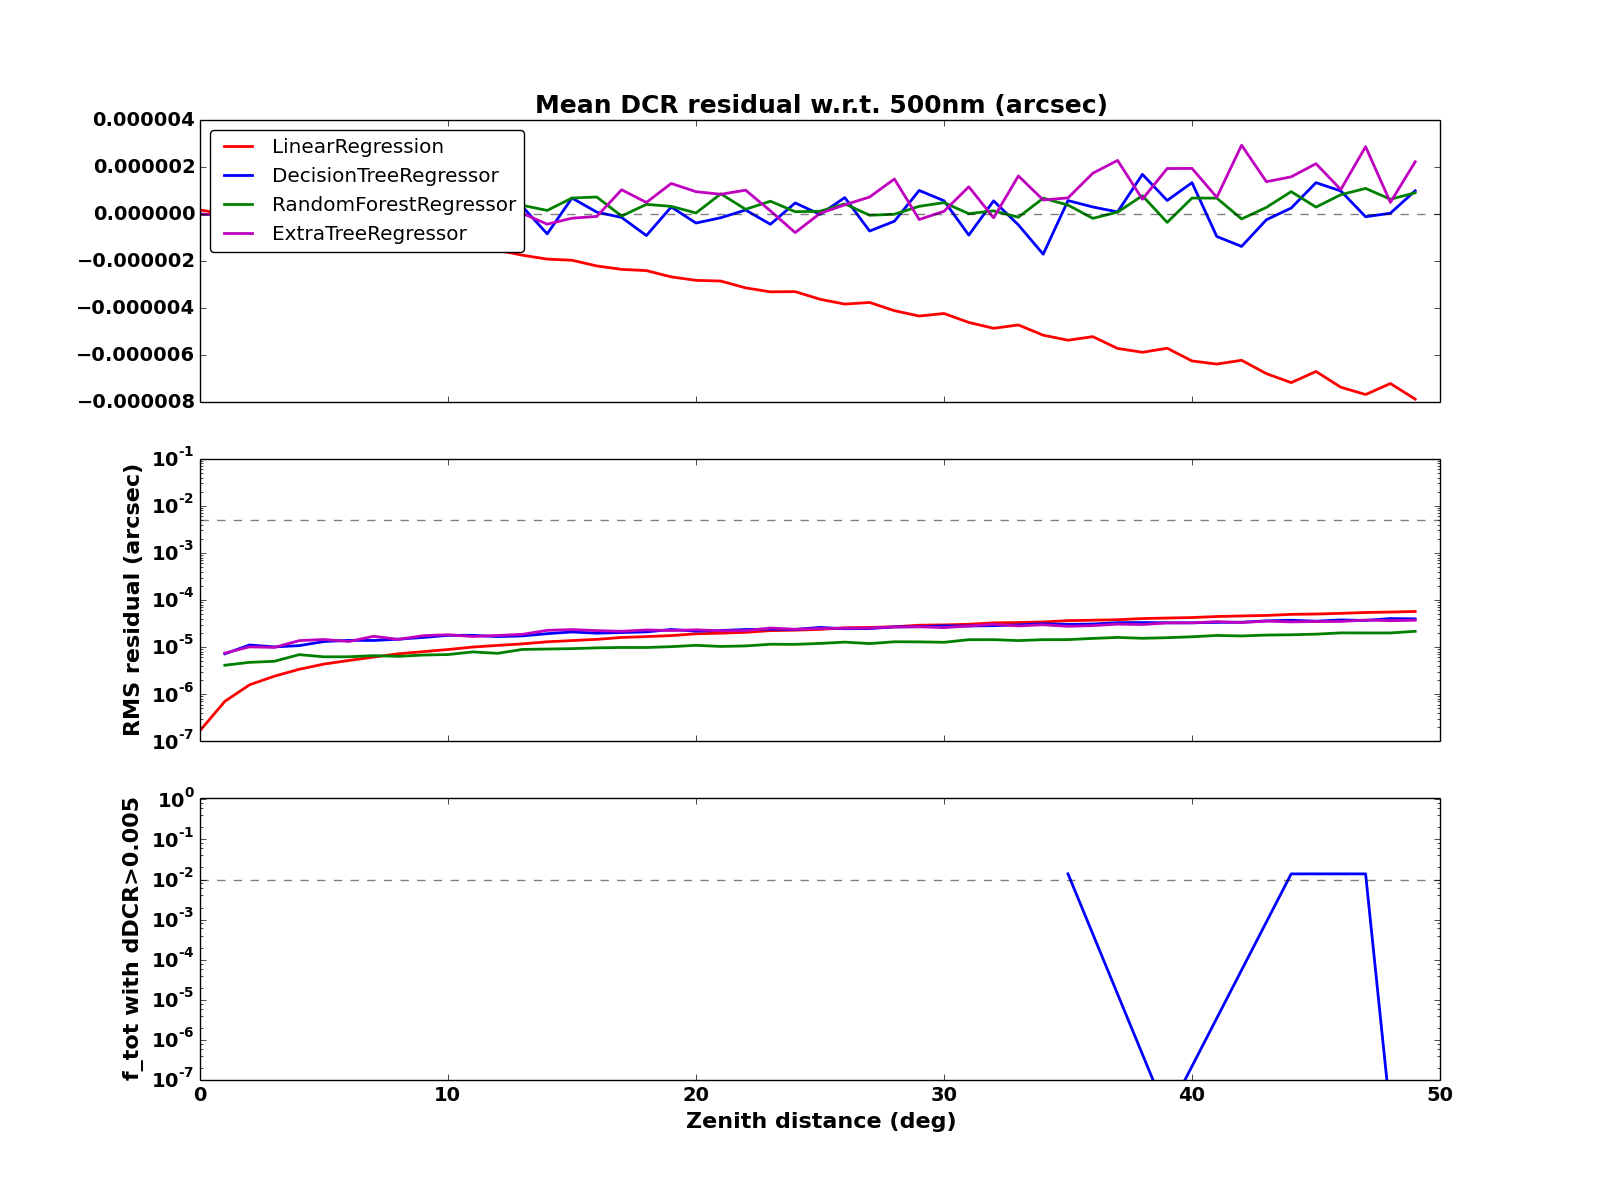 Mean DCR residual w.r.t. 500nm (arcsec)
0.000004
0.000002
0.000000
−0.000002
−0.000004
−0.000006
−0.000008
LinearRegression
DecisionTreeRegressor
RandomForestRegressor
ExtraTreeRegressor
RMS residual (arcsec)
10^-1
10^-2
10^-3
10^-4
10^-5
10^-6
10^-7
f_tot with dDCR>0.005
10^0
10^-1
10^-2
10^-3
10^-4
10^-5
10^-6
10^-7
0 10 20 30 40 50
Zenith distance (deg)